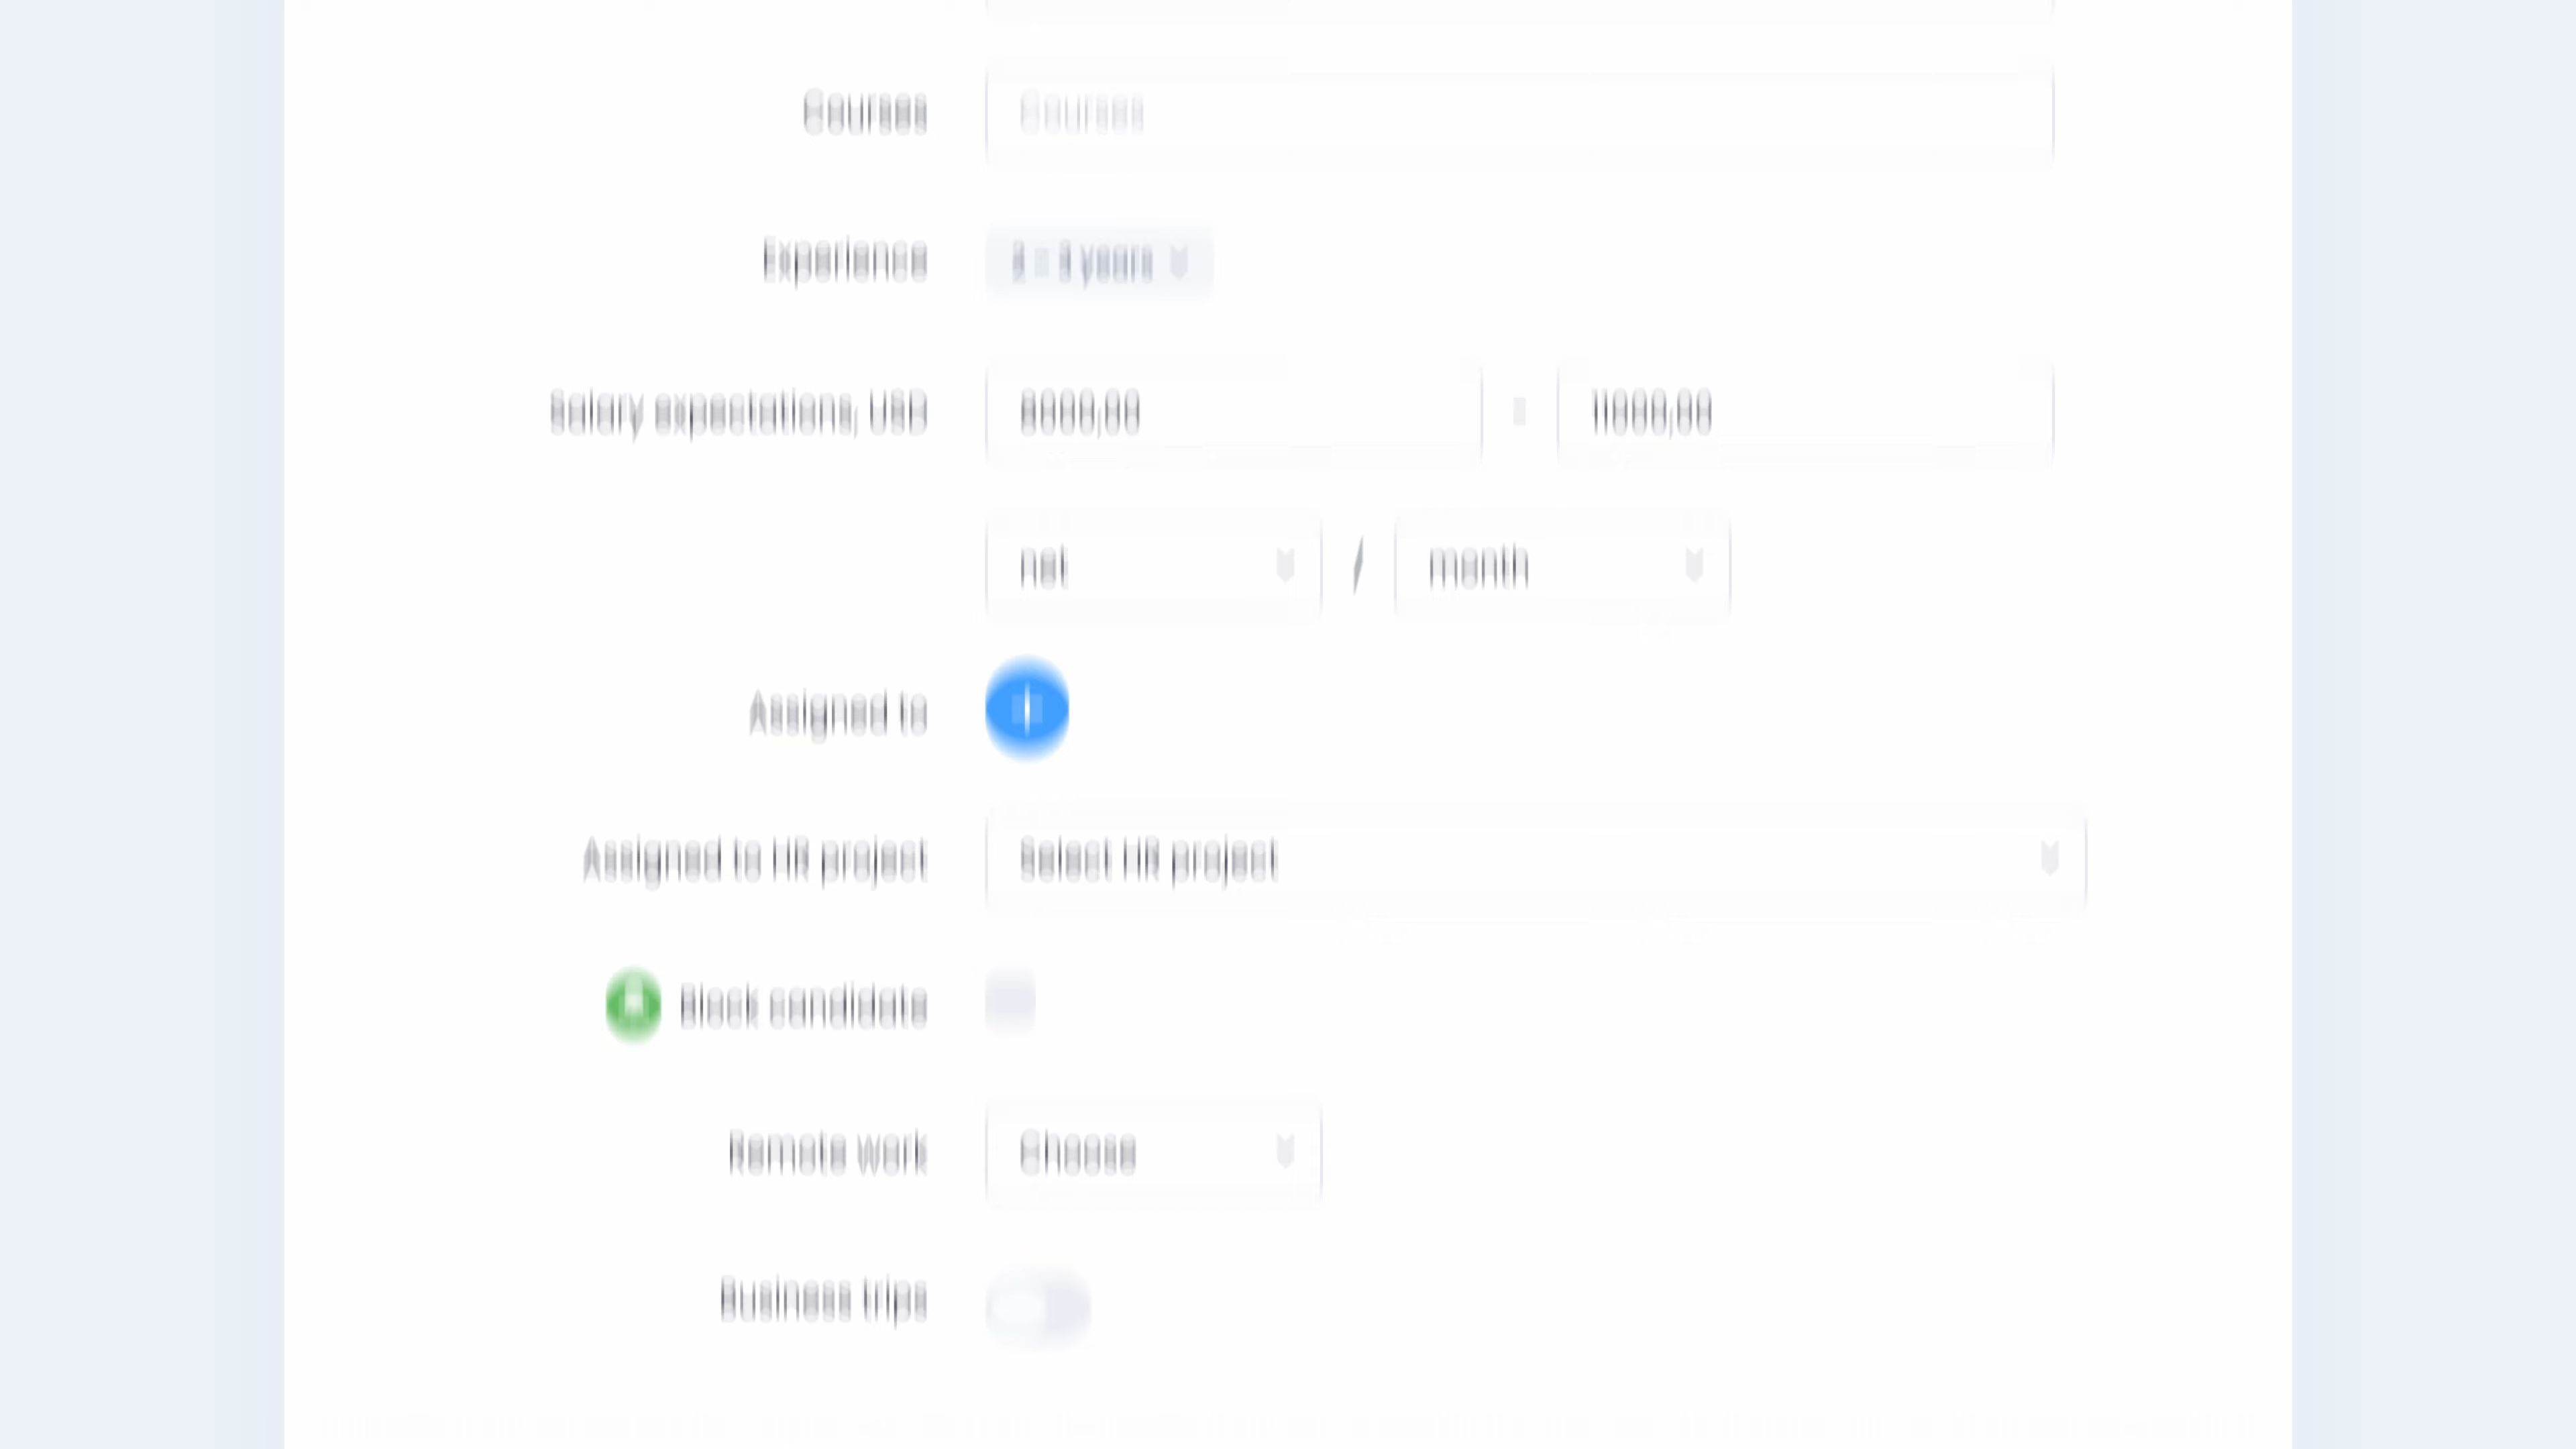 Courses Courses
Experience years
Salary expectations, USD
net / month
Assigned to
Assigned to HR project Select HR project
Block candidate
Remote work Choose
Business trips